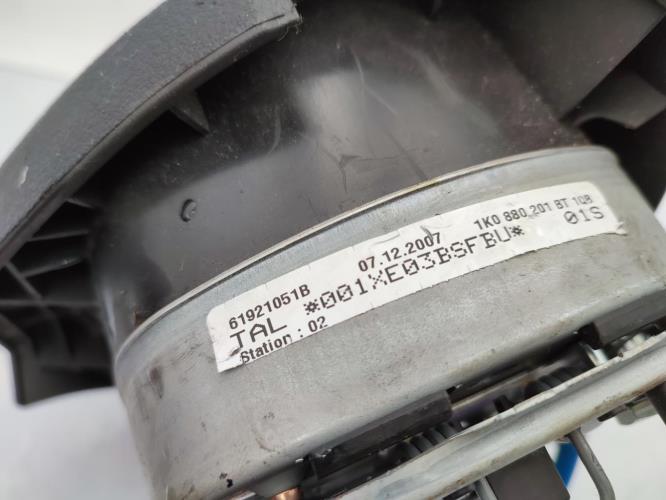 61921051B 07.12.2007 1K0 880 201 BT 1QB
TAL *001XE03BSFBU* 01S
Station : 02